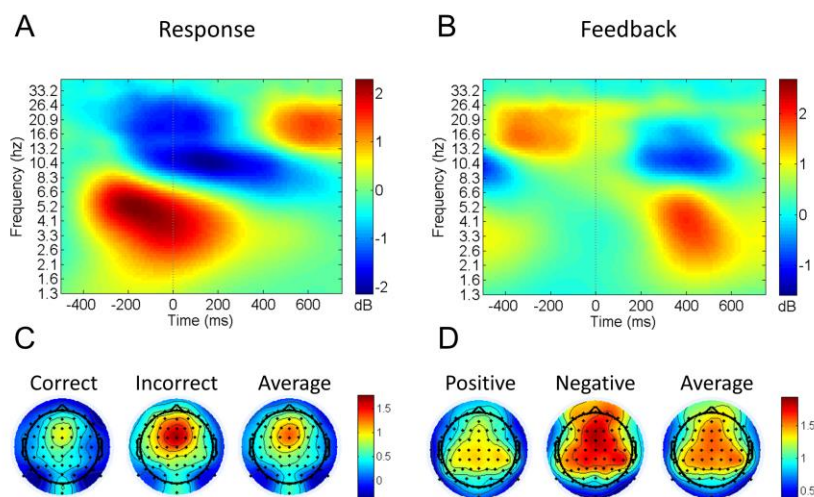 A
Response
B
Feedback
Frequency (hz)
33.2
26.4
20.9
16.6
13.2
10.4
8.3
6.6
5.2
4.1
3.3
2.6
2.1
1.6
1.3
-400 -200 0 200 400 600
Time (ms)
2
1
0
-1
-2
dB
Frequency (hz)
33.2
26.4
20.9
16.6
13.2
10.4
8.3
6.6
5.2
4.1
3.3
2.6
2.1
1.6
1.3
-400 -200 0 200 400 600
Time (ms)
2
1
0
-1
dB
C
Correct Incorrect Average
1.5
1
0.5
0
D
Positive Negative Average
1.5
1
0.5